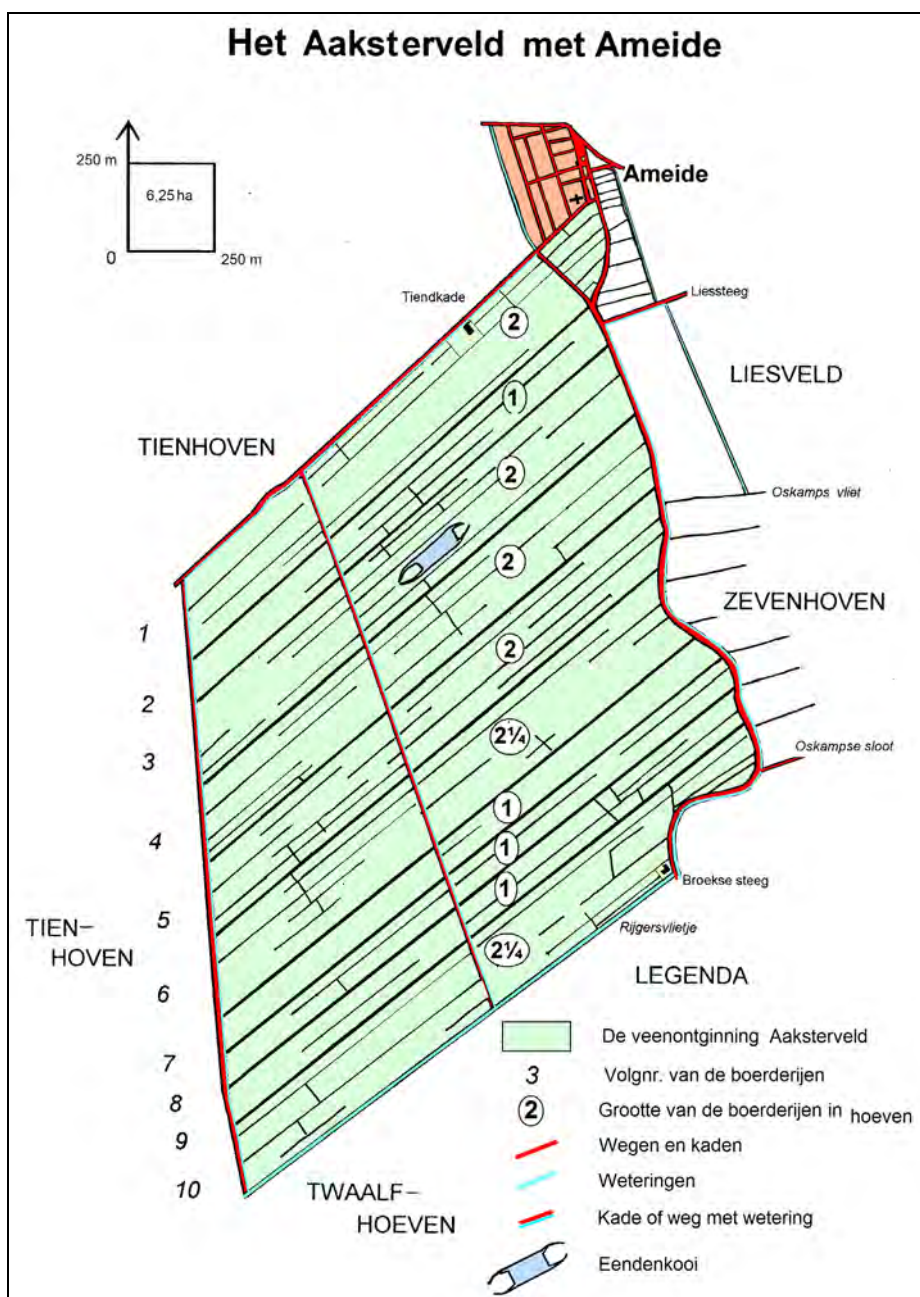 Het Aaksterveld met Ameide
250 m
6,25 ha
0
250 m
Ameide
Tiendkade
Liessteeg
2
LIESVELD
1
TIENHOVEN
2
Oskamps vliet
2
ZEVENHOVEN
1
2
2
3
2¼
Oskampse sloot
1
4
1
1
Broekse steeg
5
TIEN-
HOVEN
Rijgersvlietje
2¼
6
LEGENDA
De veenontginning Aaksterveld
7
3
Volgnr. van de boerderijen
8
2
Grootte van de boerderijen in hoeven
9
Wegen en kaden
10
TWAALF-
HOEVEN
Weteringen
Kade of weg met wetering
Eendenkooi